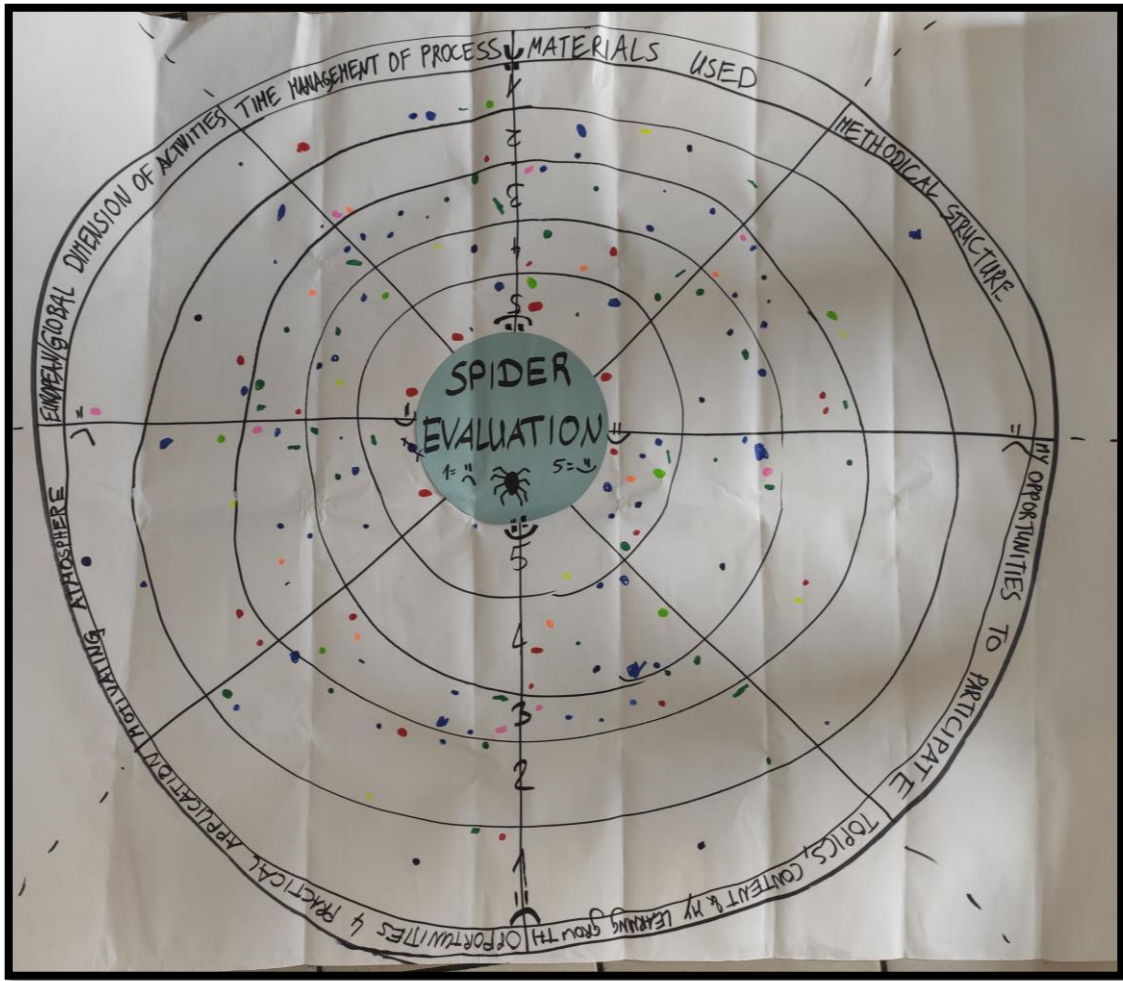 TIME MANAGEMENT OF PROCESS
MATERIALS USED
METHODICAL STRUCTURE
MY OPPORTUNITIES TO PARTICIPATE
TOPICS, CONTENT & MY LEARNING GROWTH
OPPORTUNITIES 4 PRACTICAL APPLICATION
MOTIVATING ATMOSPHERE
EUROPEAN/GLOBAL DIMENSION OF ACTIVITIES
1
2
3
4
5
SPIDER
EVALUATION
1= 5=
5
4
3
2
1